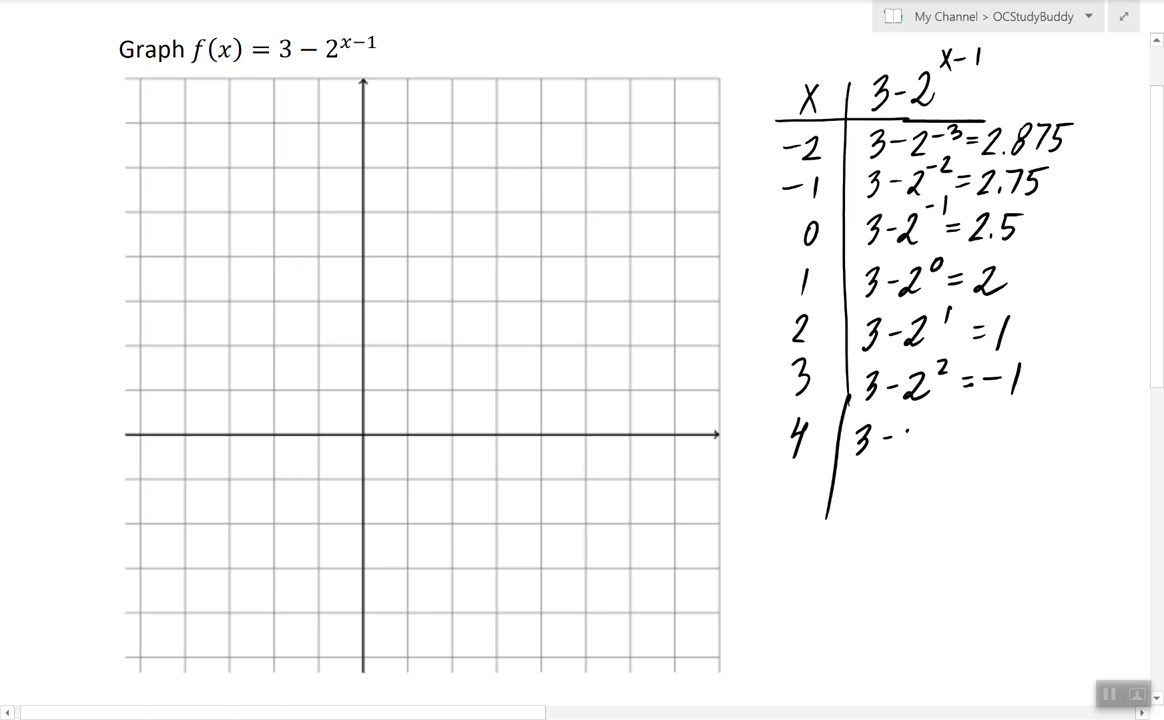 My Channel > OCStudyBuddy
Graph f(x) = 3 − 2^{x−1}
x 3-2^{x-1}
-2 3-2^{-3}=2.875
-1 3-2^{-2}=2.75
0 3-2^{-1}=2.5
1 3-2^{0}=2
2 3-2^{1}=1
3 3-2^{2}=-1
4 3-